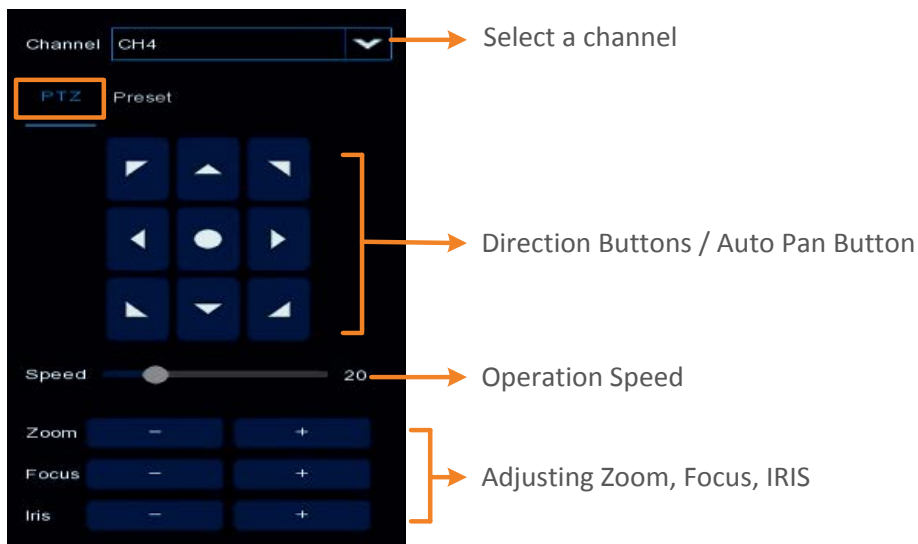 Channel CH4 Select a channel
PTZ Preset
Direction Buttons / Auto Pan Button
Speed 20 Operation Speed
Zoom − +
Focus − + Adjusting Zoom, Focus, IRIS
Iris − +